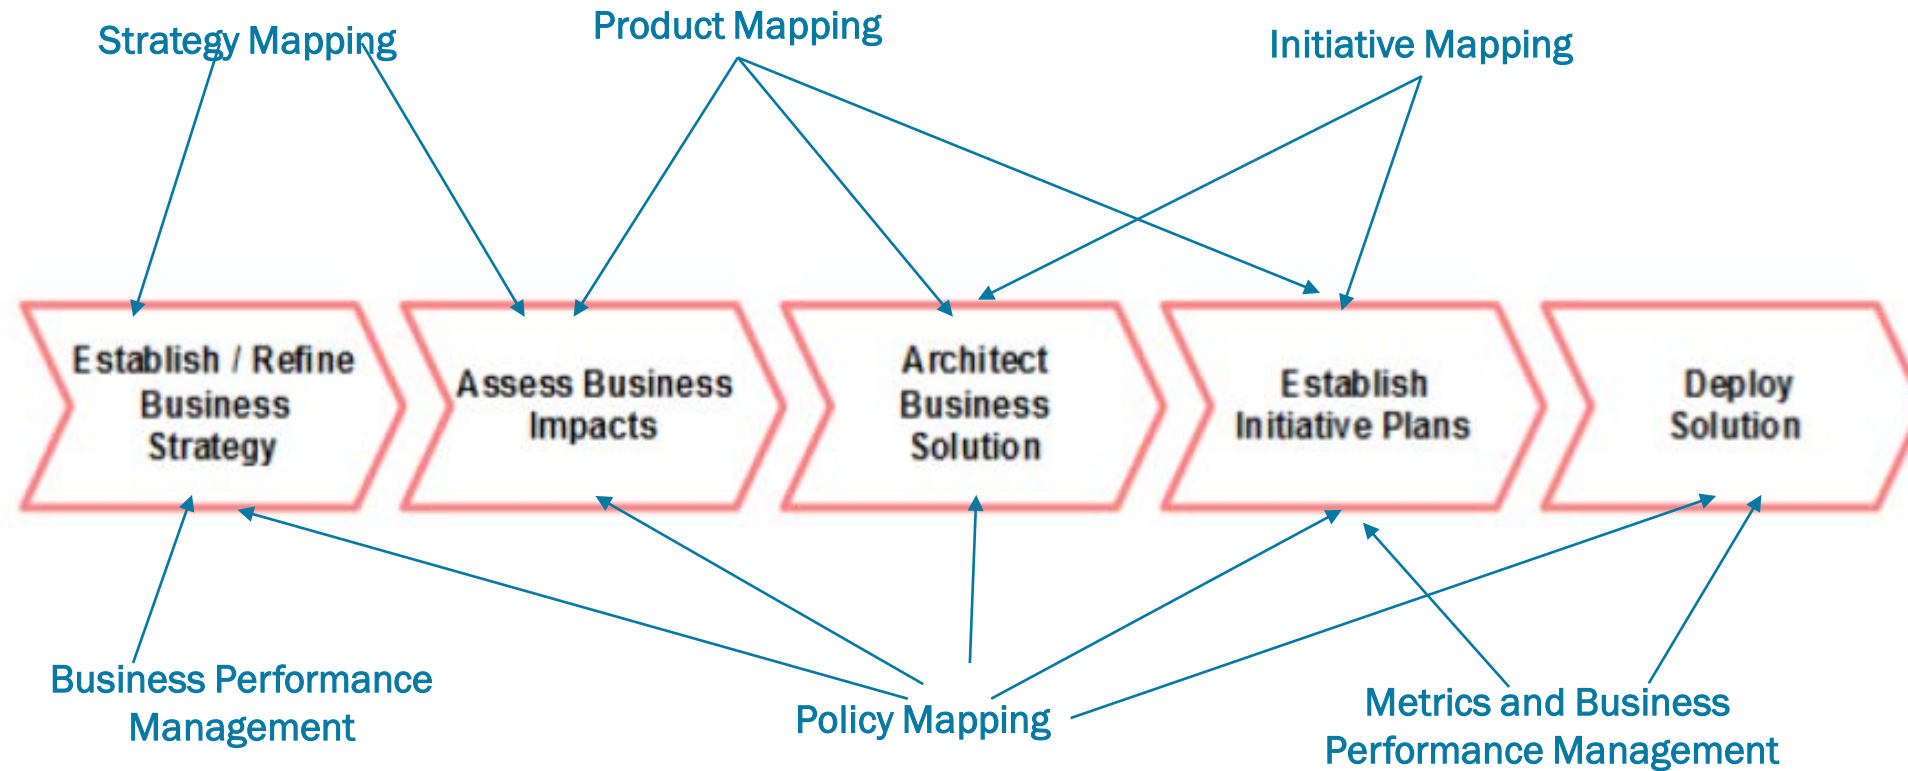 Strategy Mapping
Product Mapping
Initiative Mapping
Establish / Refine
Business
Strategy
Assess Business
Impacts
Architect
Business
Solution
Establish
Initiative Plans
Deploy
Solution
Business Performance
Management
Policy Mapping
Metrics and Business
Performance Management